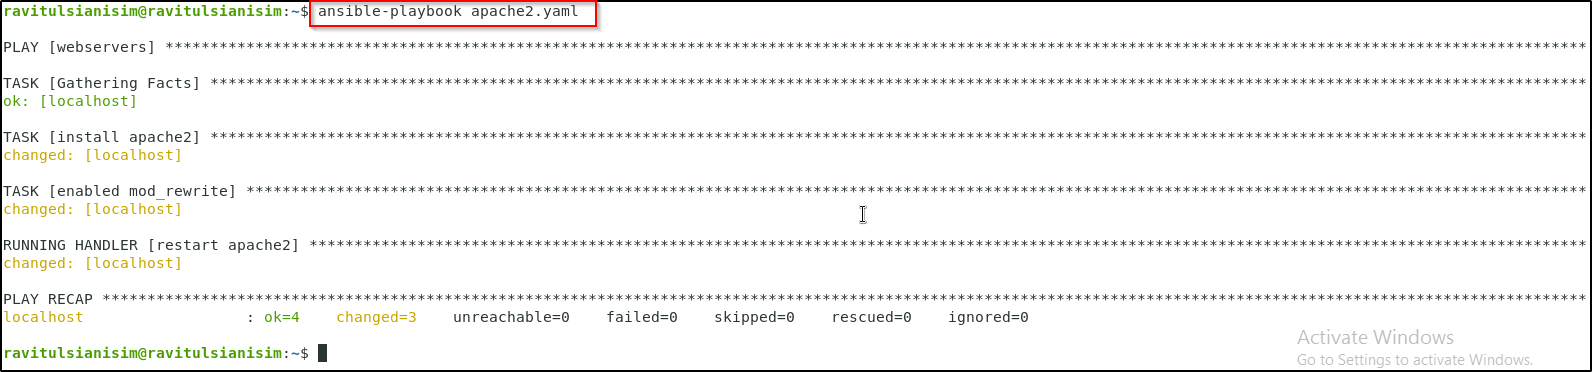 ravitulsianisim@ravitulsianisim:~$ ansible-playbook apache2.yaml
PLAY [webservers] **************************************************************************************************************************************************************
TASK [Gathering Facts] *********************************************************************************************************************************************************
ok: [localhost]
TASK [install apache2] *********************************************************************************************************************************************************
changed: [localhost]
TASK [enabled mod_rewrite] *****************************************************************************************************************************************************
changed: [localhost]
RUNNING HANDLER [restart apache2] **********************************************************************************************************************************************
changed: [localhost]
PLAY RECAP *********************************************************************************************************************************************************************
localhost                  : ok=4    changed=3    unreachable=0    failed=0    skipped=0    rescued=0    ignored=0
ravitulsianisim@ravitulsianisim:~$
Activate Windows
Go to Settings to activate Windows.